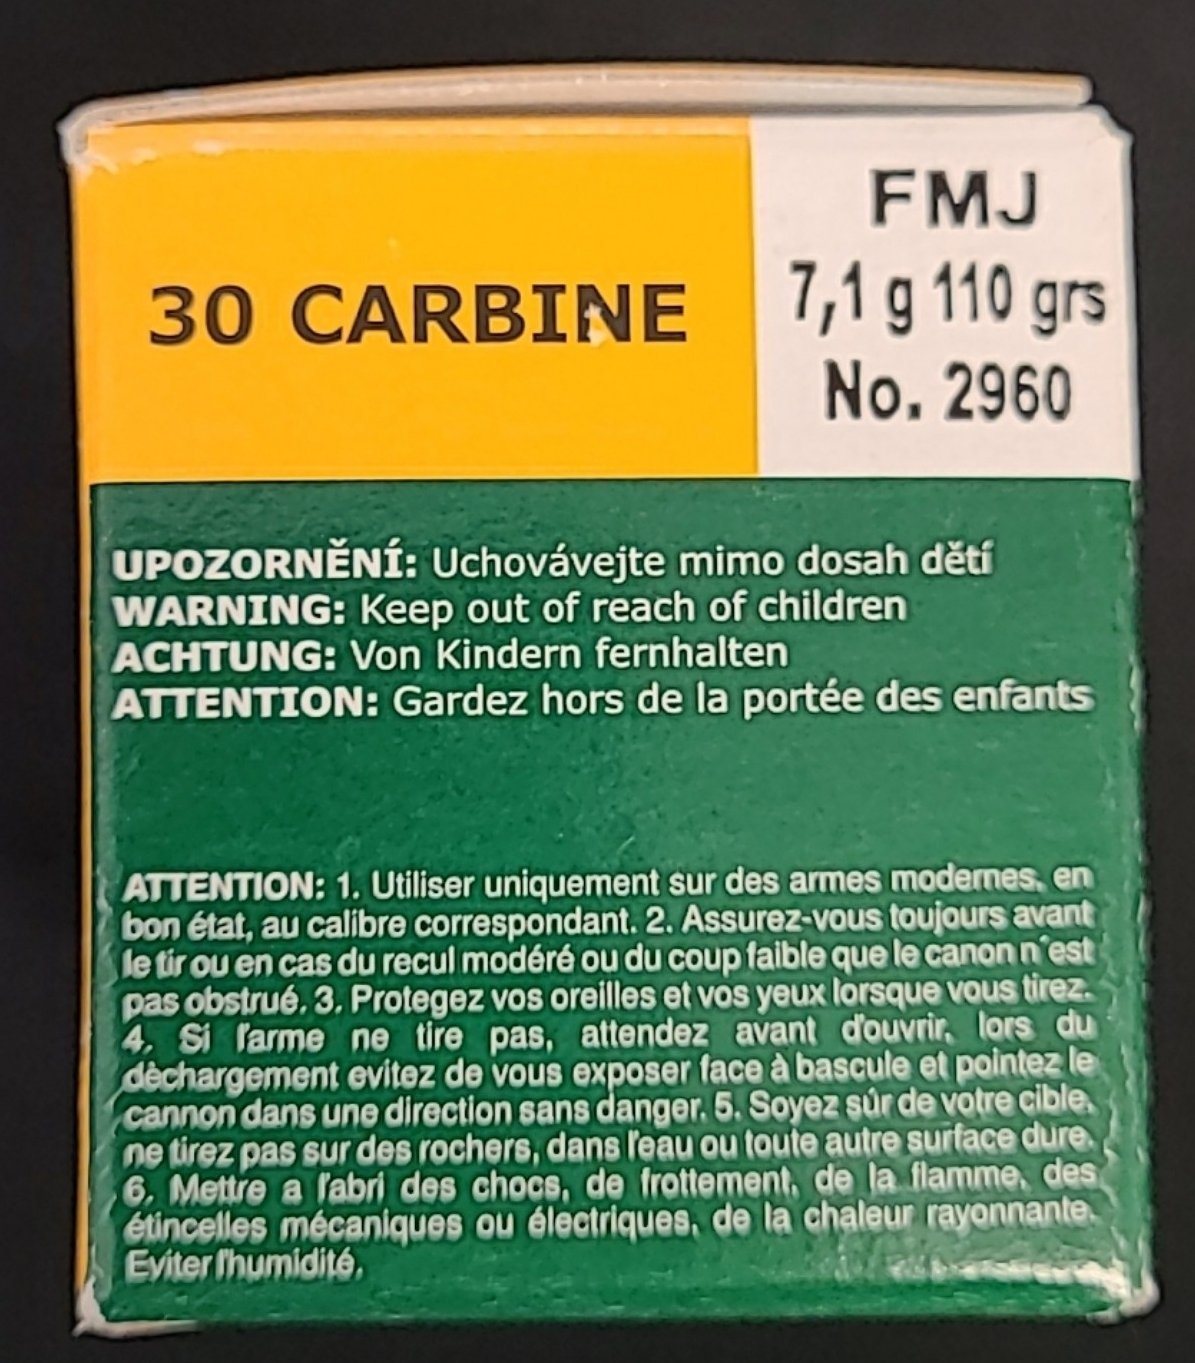 30 CARBINE
FMJ
7,1 g 110 grs
No. 2960
UPOZORNĚNÍ: Uchovávejte mimo dosah dětí
WARNING: Keep out of reach of children
ACHTUNG: Von Kindern fernhalten
ATTENTION: Gardez hors de la portée des enfants
ATTENTION: 1. Utiliser uniquement sur des armes modernes, en
bon état, au calibre correspondant. 2. Assurez-vous toujours avant
le tir ou en cas du recul modéré ou du coup faible que le canon n´est
pas obstrué. 3. Protegez vos oreilles et vos yeux lorsque vous tirez.
4. Si l'arme ne tire pas, attendez avant d'ouvrir, lors du
dèchargement evitez de vous exposer face à bascule et pointez le
cannon dans une direction sans danger. 5. Soyez súr de votre cible,
ne tirez pas sur des rochers, dans l'eau ou toute autre surface dure.
6. Mettre a l'abri des chocs, de frottement, de la flamme, des
étincelles mécaniques ou électriques, de la chaleur rayonnante.
Eviter l'humidité.